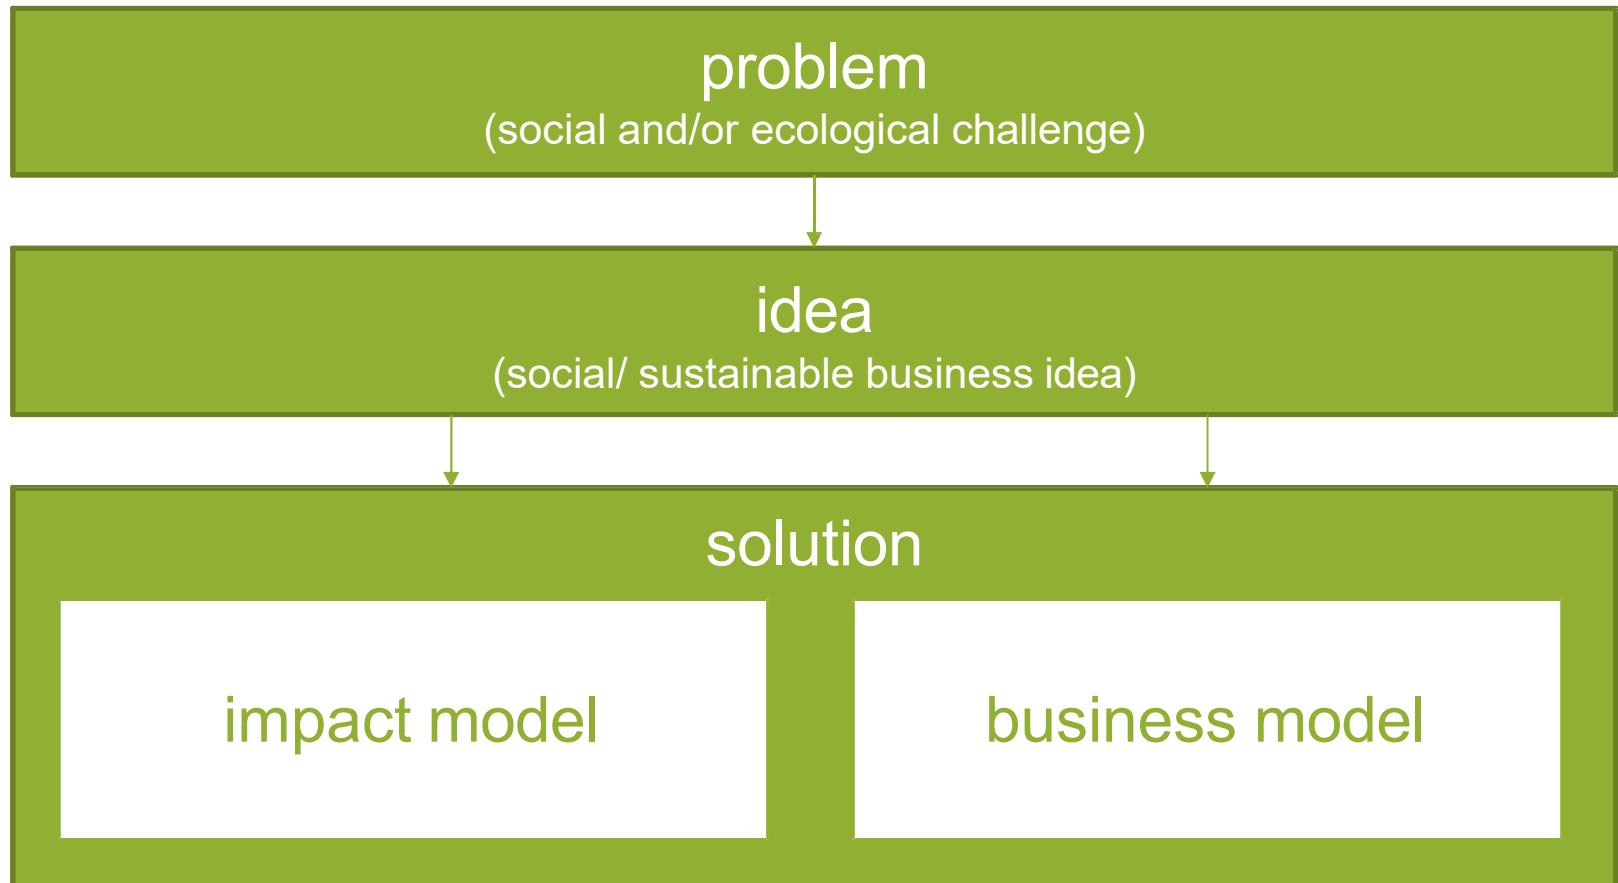 problem
(social and/or ecological challenge)
idea
(social/ sustainable business idea)
solution
impact model
business model